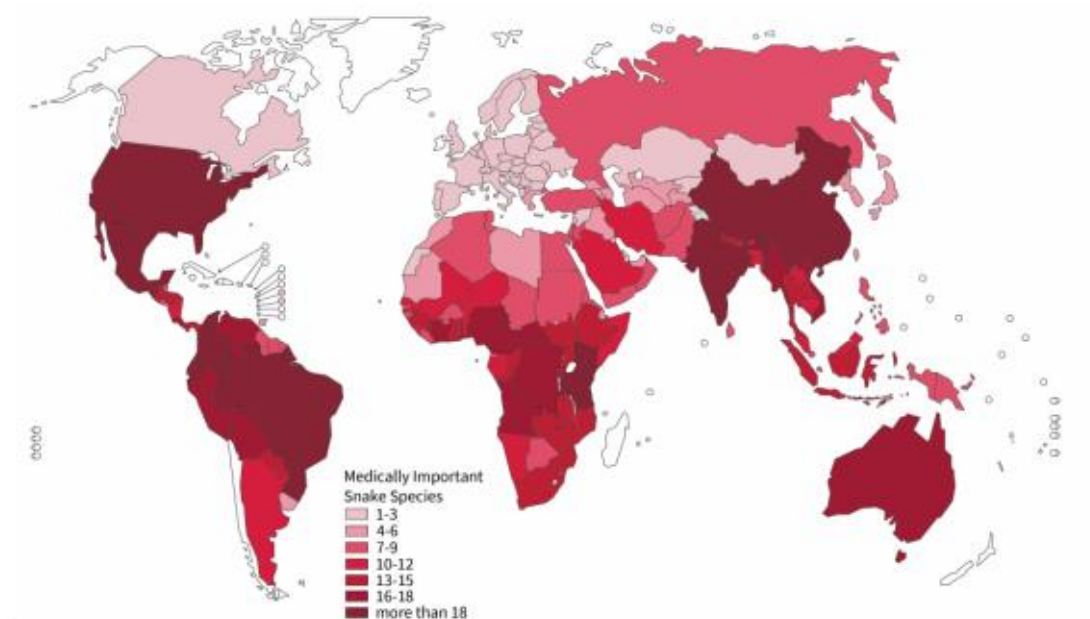 Medically Important
Snake Species
1-3
4-6
7-9
10-12
13-15
16-18
more than 18